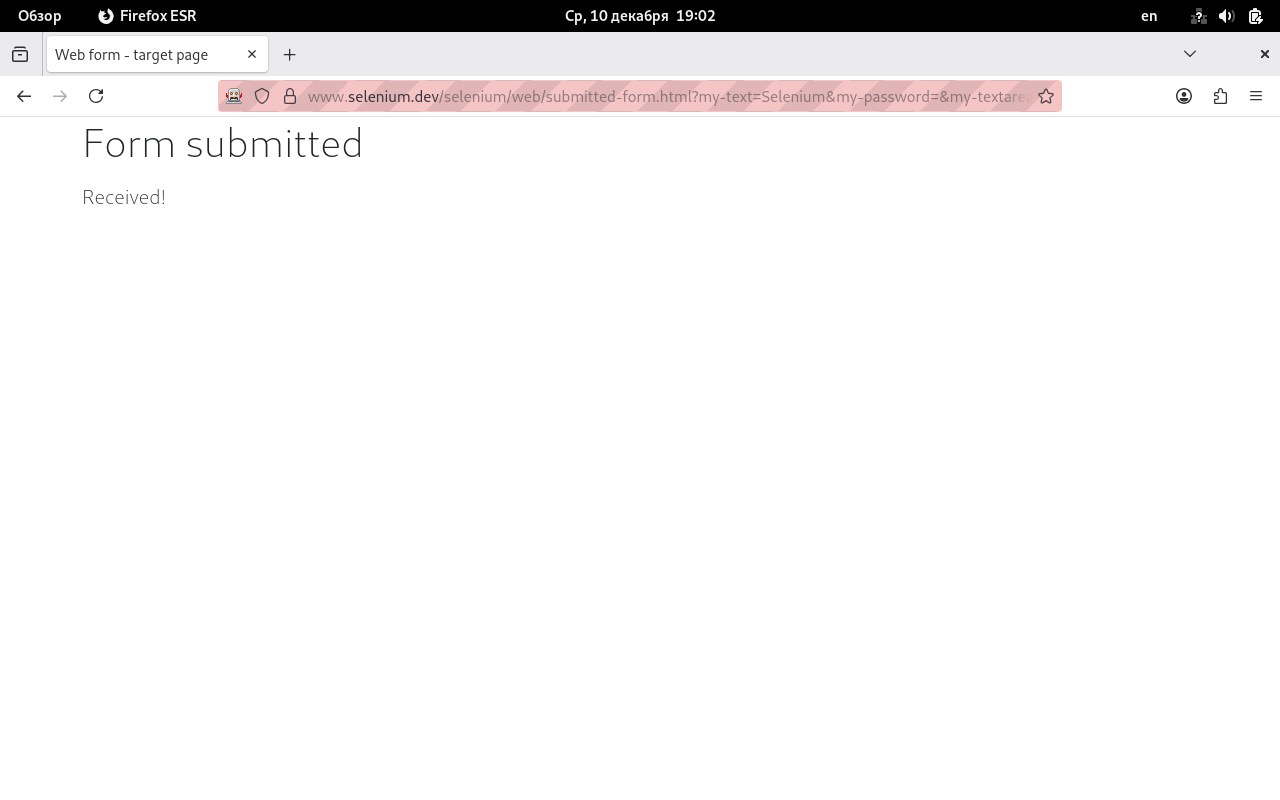 Обзор Firefox ESR Ср, 10 декабря 19:02 en
Web form - target page
www.selenium.dev/selenium/web/submitted-form.html?my-text=Selenium&my-password=&my-textare
Form submitted
Received!